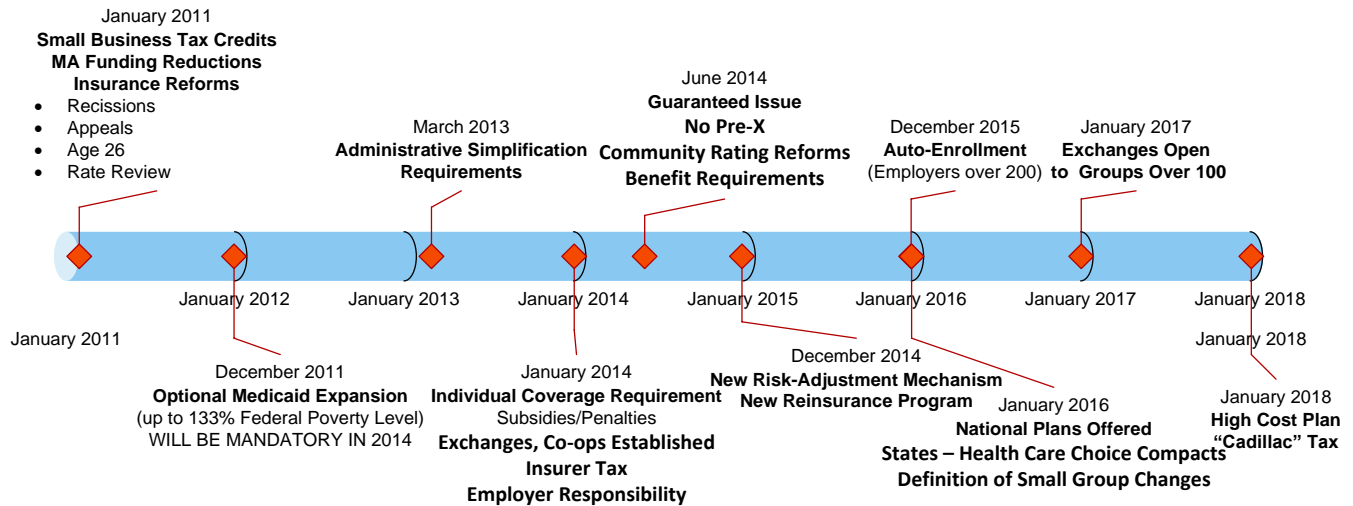 January 2011
Small Business Tax Credits
MA Funding Reductions
Insurance Reforms
• Recissions
• Appeals
• Age 26
• Rate Review
March 2013
Administrative Simplification
Requirements
June 2014
Guaranteed Issue
No Pre-X
Community Rating Reforms
Benefit Requirements
December 2015
Auto-Enrollment
(Employers over 200)
January 2017
Exchanges Open
to Groups Over 100
January 2012
January 2013
January 2014
January 2015
January 2016
January 2017
January 2018
January 2011
January 2018
December 2011
Optional Medicaid Expansion
(up to 133% Federal Poverty Level)
WILL BE MANDATORY IN 2014
January 2014
Individual Coverage Requirement
Subsidies/Penalties
Exchanges, Co-ops Established
Insurer Tax
Employer Responsibility
December 2014
New Risk-Adjustment Mechanism
New Reinsurance Program
January 2016
National Plans Offered
States – Health Care Choice Compacts
Definition of Small Group Changes
January 2018
High Cost Plan
“Cadillac” Tax